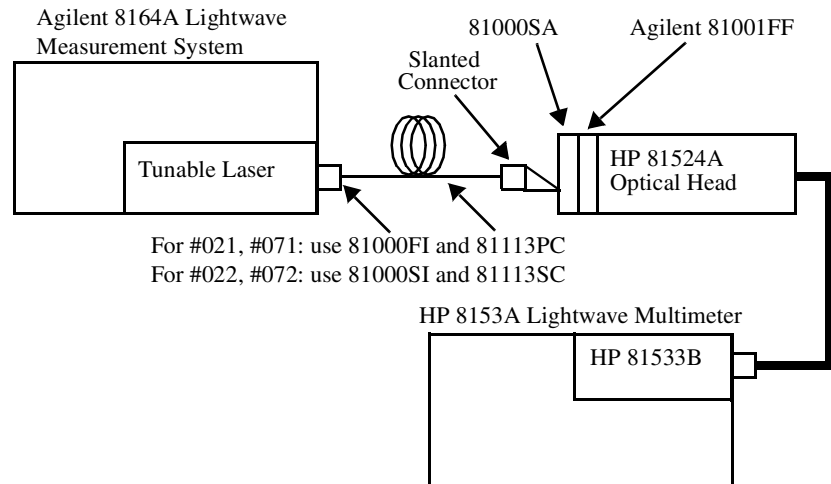 Agilent 8164A Lightwave
Measurement System
81000SA
Agilent 81001FF
Slanted
Connector
Tunable Laser
HP 81524A
Optical Head
For #021, #071: use 81000FI and 81113PC
For #022, #072: use 81000SI and 81113SC
HP 8153A Lightwave Multimeter
HP 81533B